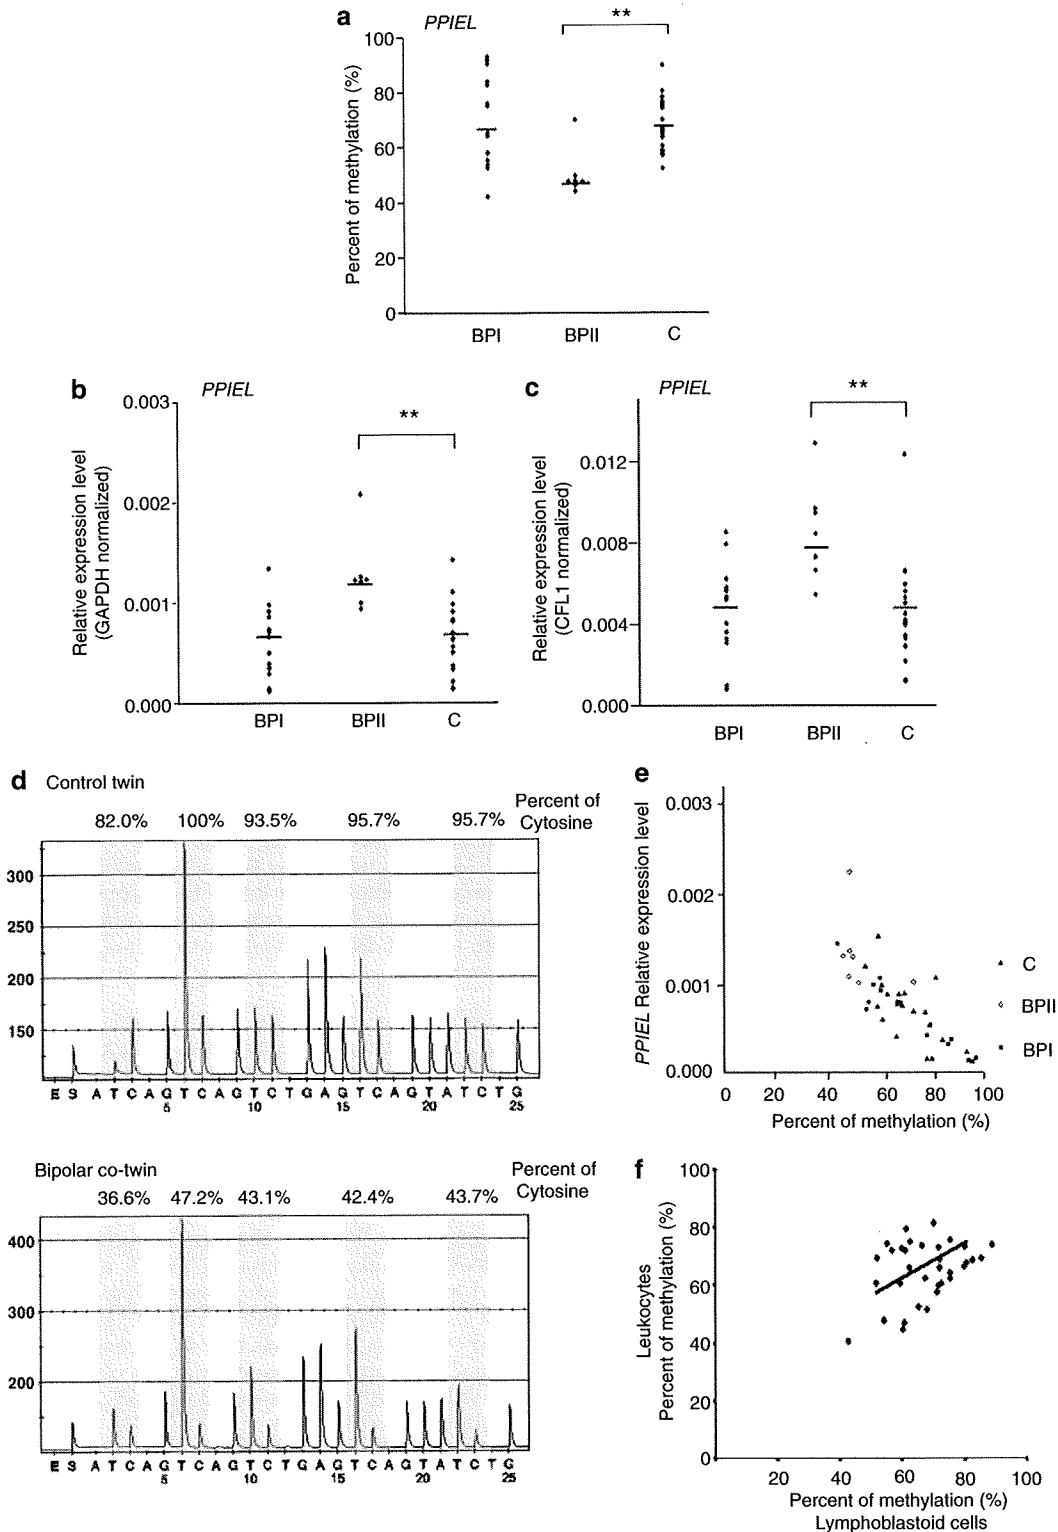 a PPIEL **
100
80
60
40
20
0
Percent of methylation (%)
BPI BPII C
b PPIEL **
0.003
0.002
0.001
0.000
Relative expression level
(GAPDH normalized)
BPI BPII C
c PPIEL **
0.012
0.008
0.004
0.000
Relative expression level
(CFL1 normalized)
BPI BPII C
d Control twin
Percent of
Cytosine
82.0% 100% 93.5% 95.7% 95.7%
300
250
200
150
E S A T C A G T C A G T C T G A G T C A G T A T C T G
5 10 15 20 25
Bipolar co-twin
Percent of
Cytosine
36.6% 47.2% 43.1% 42.4% 43.7%
400
300
200
E S A T C A G T C A G T C T G A G T C A G T A T C T G
5 10 15 20 25
e
0.003
0.002
0.001
0.000
PPIEL Relative expression level
C
BPII
BPI
0 20 40 60 80 100
Percent of methylation (%)
f
100
80
60
40
20
0
Leukocytes
Percent of methylation (%)
20 40 60 80 100
Percent of methylation (%)
Lymphoblastoid cells